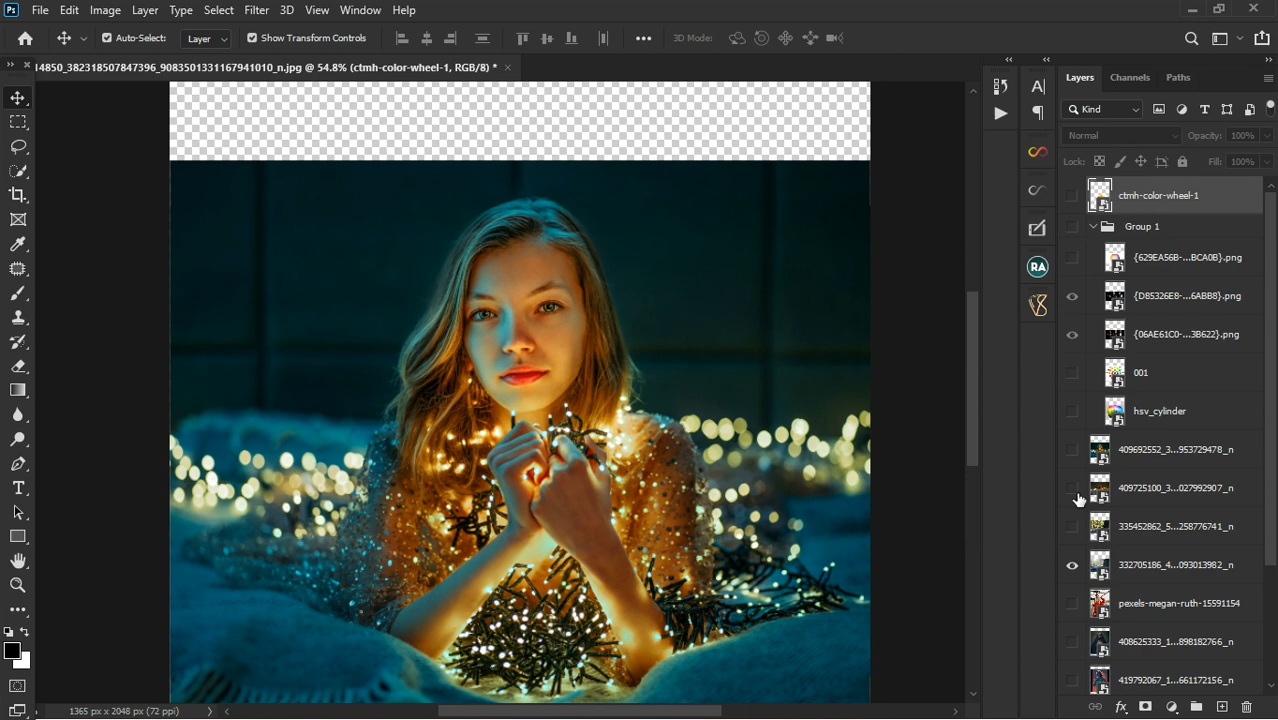 Ps File Edit Image Layer Type Select Filter 3D View Window Help
Auto-Select: Layer Show Transform Controls 3D Mode:
l4850_382318507847396_9083501331167941010_n.jpg @ 54.8% (ctmh-color-wheel-1, RGB/8) *
Layers Channels Paths
Kind
Normal Opacity: 100%
Lock: Fill: 100%
ctmh-color-wheel-1
Group 1
{629EA56B-...BCA0B}.png
{D85326E8-...6ABB8}.png
{06AE61C0-...3B622}.png
001
hsv_cylinder
409692552_3...953729478_n
409725100_3...027992907_n
335452862_5...258776741_n
332705186_4...093013982_n
pexels-megan-ruth-15591154
408625333_1...898182766_n
419792067_1...661172156_n
RA
1365 px x 2048 px (72 ppi)
fx